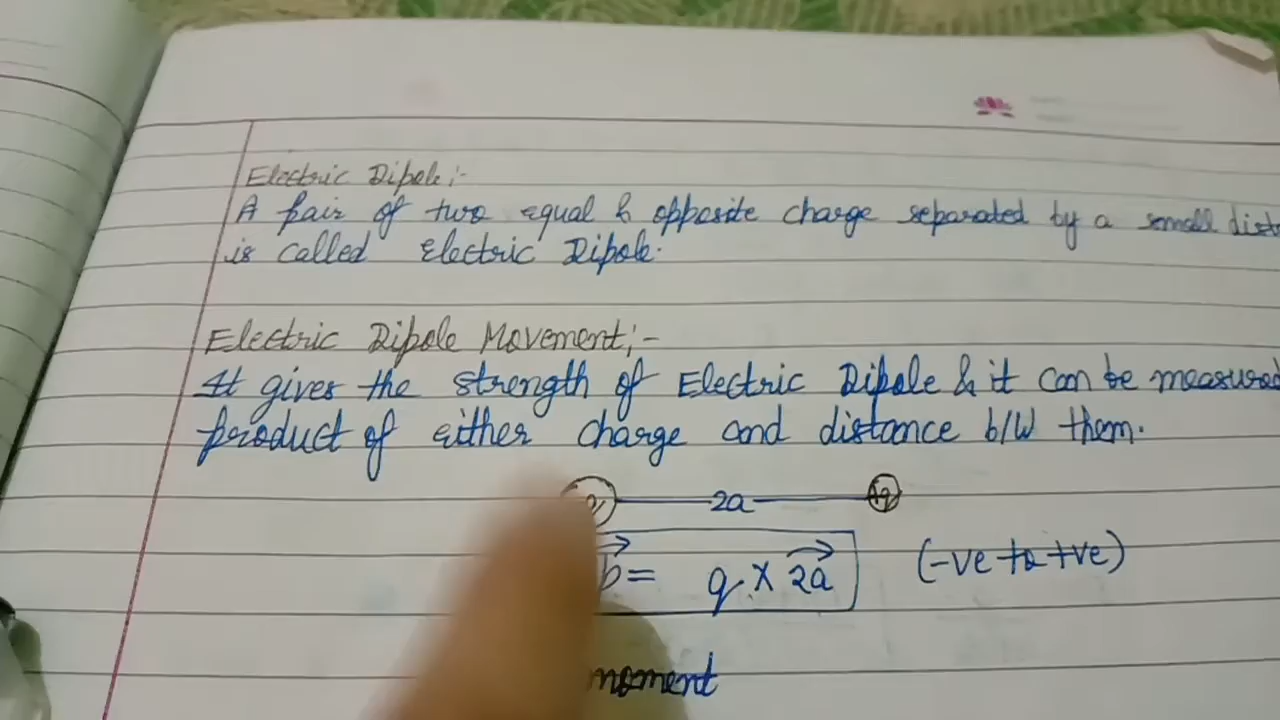 Electric Dipole:-
A pair of two equal & opposite charge separated by a small
is called Electric Dipole.
Electric Dipole Movement:-
It gives the strength of Electric Dipole & it can be measured
product of either charge and distance b/w them.
2a +q
p⃗ = q × 2a⃗ (-ve to +ve)
moment